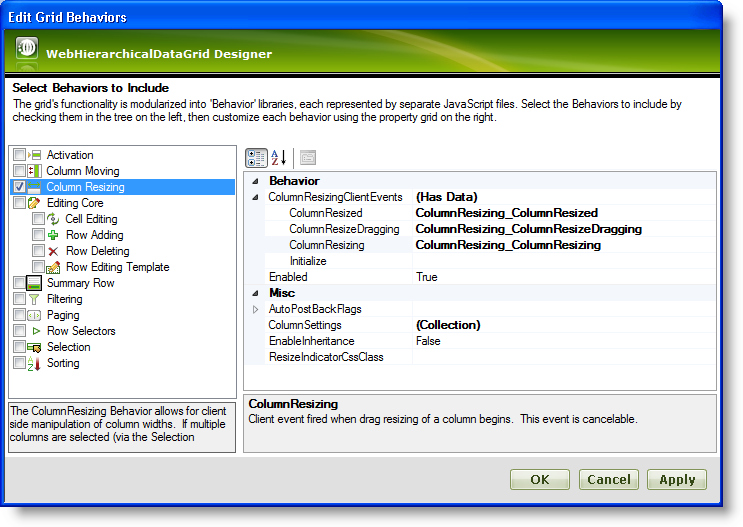 Edit Grid Behaviors
WebHierarchicalDataGrid Designer
Select Behaviors to Include
The grid's functionality is modularized into 'Behavior' libraries, each represented by separate JavaScript files. Select the Behaviors to include by
checking them in the tree on the left, then customize each behavior using the property grid on the right.
Activation
Column Moving
Column Resizing
Editing Core
Cell Editing
Row Adding
Row Deleting
Row Editing Template
Summary Row
Filtering
Paging
Row Selectors
Selection
Sorting
The ColumnResizing Behavior allows for client
side manipulation of column widths. If multiple
columns are selected (via the Selection
Behavior
ColumnResizingClientEvents (Has Data)
ColumnResized ColumnResizing_ColumnResized
ColumnResizeDragging ColumnResizing_ColumnResizeDragging
ColumnResizing ColumnResizing_ColumnResizing
Initialize
Enabled True
Misc
AutoPostBackFlags
ColumnSettings (Collection)
EnableInheritance False
ResizeIndicatorCssClass
ColumnResizing
Client event fired when drag resizing of a column begins. This event is cancelable.
OK Cancel Apply